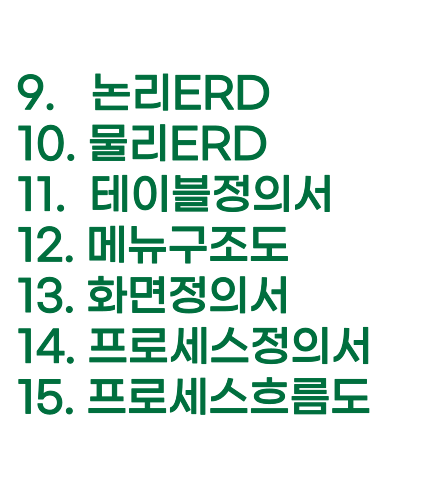 9. 논리ERD
10. 물리ERD
11. 테이블정의서
12. 메뉴구조도
13. 화면정의서
14. 프로세스정의서
15. 프로세스흐름도